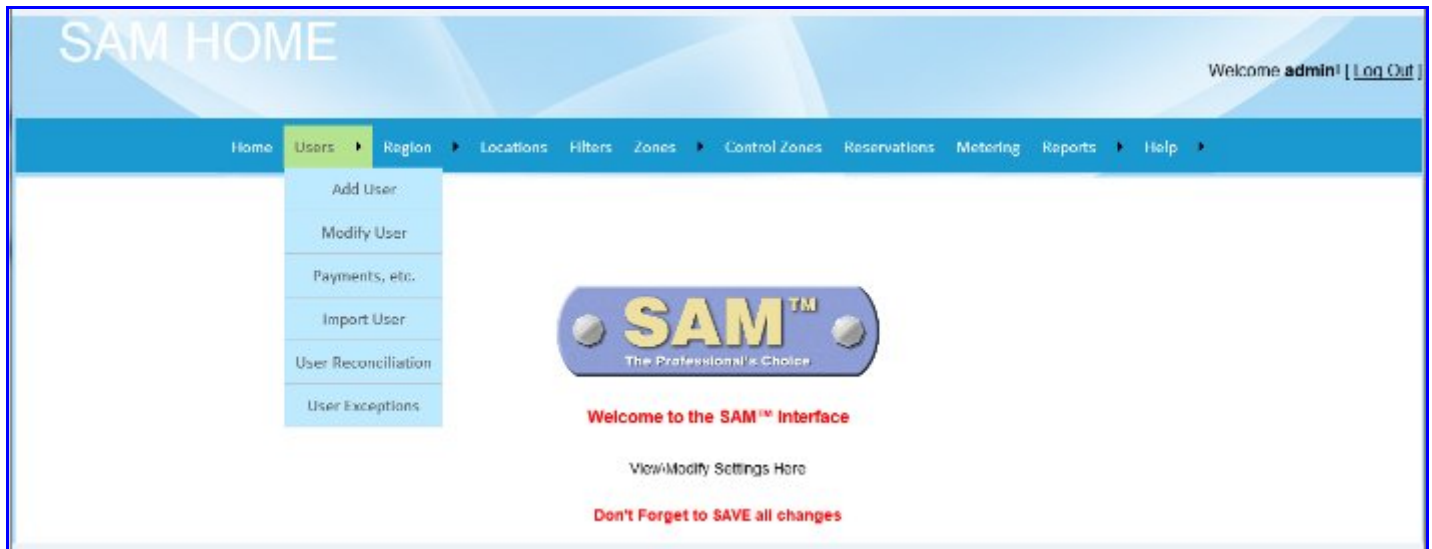 SAM HOME
Welcome admin! [ Log Out ]
Home Users Region Locations Filters Zones Control Zones Reservations Metering Reports Help
Add User
Modify User
Payments, etc.
Import User
User Reconciliation
User Exceptions
SAM™
The Professional's Choice
Welcome to the SAM™ Interface
View\Modify Settings Here
Don't Forget to SAVE all changes